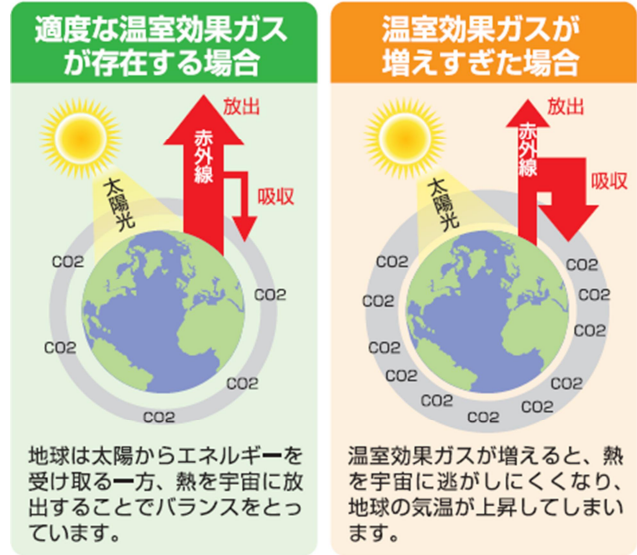 適度な温室効果ガス
が存在する場合
放出
赤外線
吸収
太陽光
CO2
CO2
CO2
CO2
CO2
地球は太陽からエネルギーを
受け取る一方、熱を宇宙に放
出することでバランスをとっ
ています。
温室効果ガスが
増えすぎた場合
放出
赤外線
吸収
太陽光
CO2
CO2
CO2
CO2
CO2
CO2
CO2
CO2
CO2
CO2
CO2
温室効果ガスが増えると、熱
を宇宙に逃がしにくくなり、
地球の気温が上昇してしまい
ます。